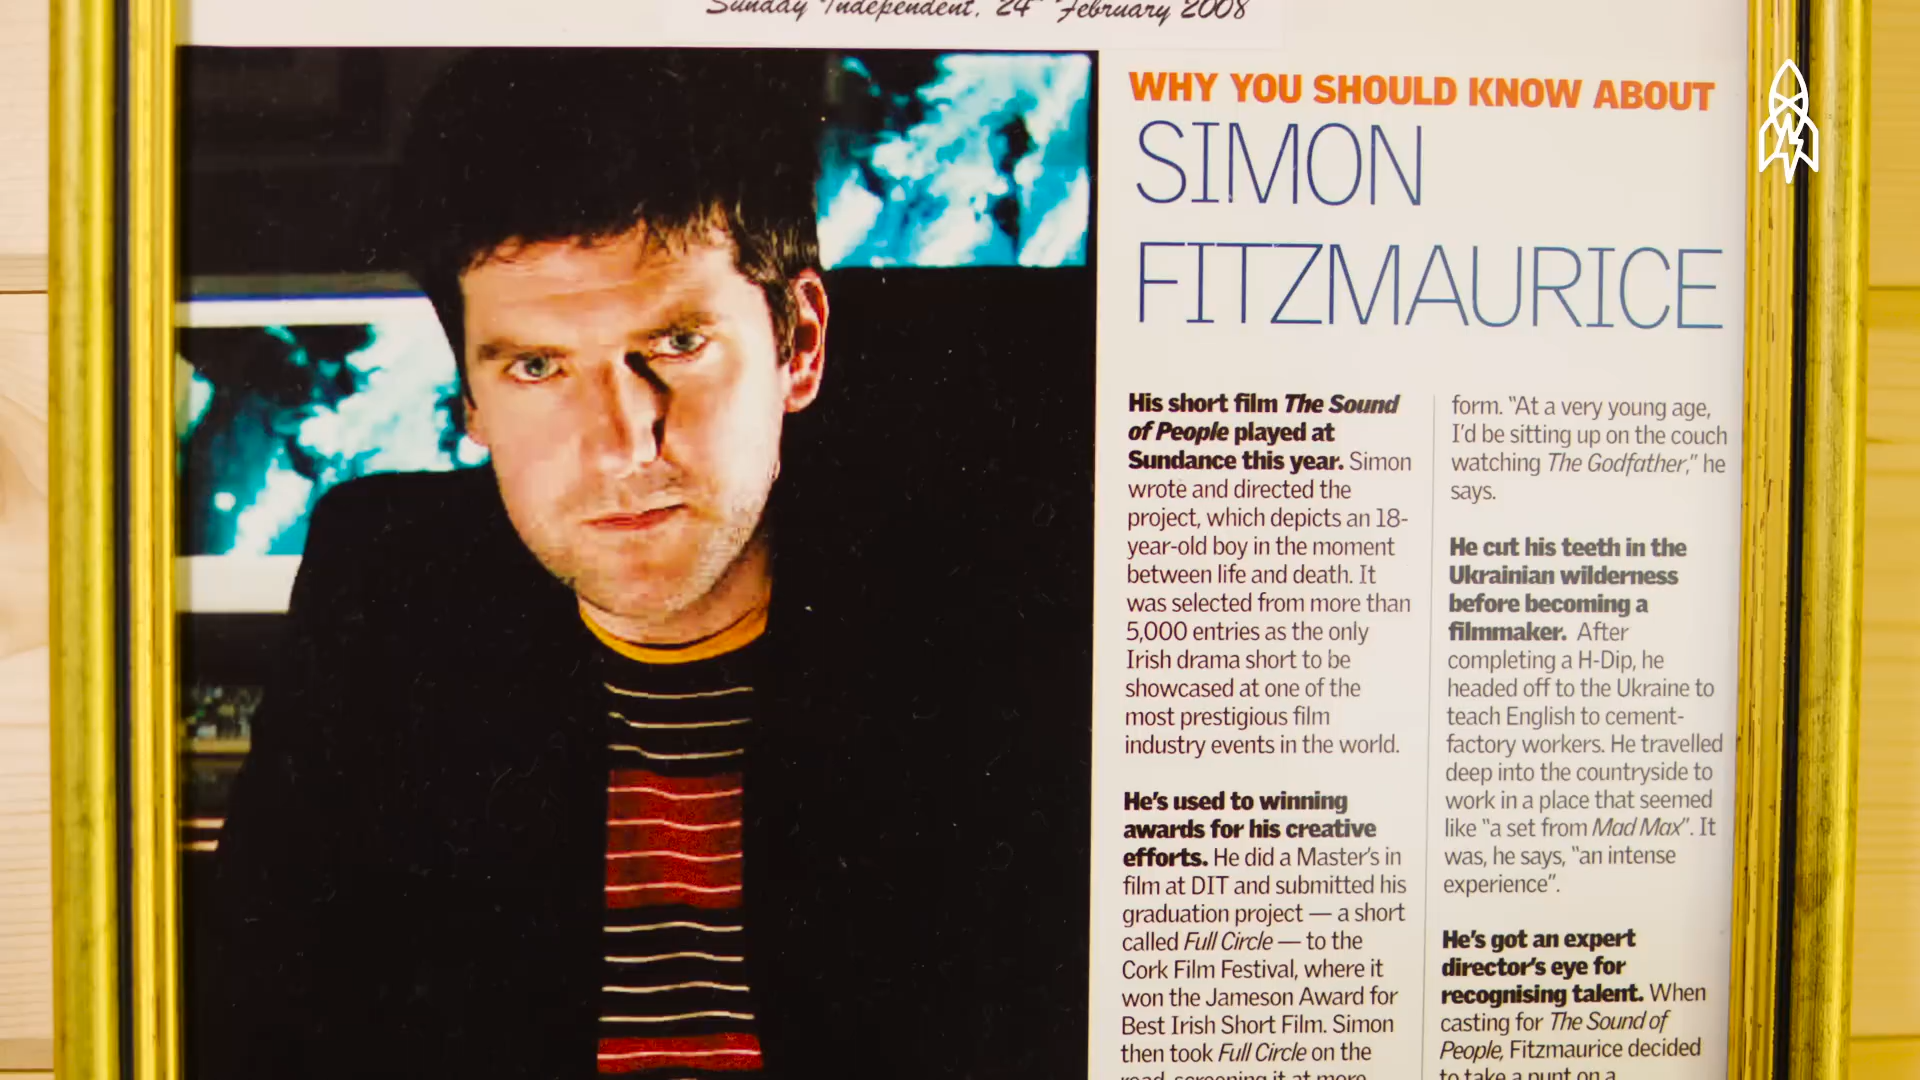 Sunday Independent, 24th February 2008
WHY YOU SHOULD KNOW ABOUT
SIMON
FITZMAURICE
His short film The Sound
of People played at
Sundance this year. Simon
wrote and directed the
project, which depicts an 18-
year-old boy in the moment
between life and death. It
was selected from more than
5,000 entries as the only
Irish drama short to be
showcased at one of the
most prestigious film
industry events in the world.
He's used to winning
awards for his creative
efforts. He did a Master's in
film at DIT and submitted his
graduation project — a short
called Full Circle — to the
Cork Film Festival, where it
won the Jameson Award for
Best Irish Short Film. Simon
then took Full Circle on the
road, screening it at more
form. "At a very young age,
I'd be sitting up on the couch
watching The Godfather," he
says.
He cut his teeth in the
Ukrainian wilderness
before becoming a
filmmaker. After
completing a H-Dip, he
headed off to the Ukraine to
teach English to cement-
factory workers. He travelled
deep into the countryside to
work in a place that seemed
like "a set from Mad Max". It
was, he says, "an intense
experience".
He's got an expert
director's eye for
recognising talent. When
casting for The Sound of
People, Fitzmaurice decided
to take a punt on a